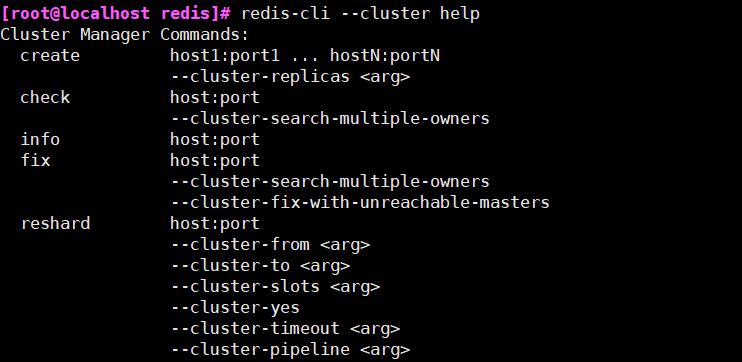 [root@localhost redis]# redis-cli --cluster help
Cluster Manager Commands:
  create         host1:port1 ... hostN:portN
                 --cluster-replicas <arg>
  check          host:port
                 --cluster-search-multiple-owners
  info           host:port
  fix            host:port
                 --cluster-search-multiple-owners
                 --cluster-fix-with-unreachable-masters
  reshard        host:port
                 --cluster-from <arg>
                 --cluster-to <arg>
                 --cluster-slots <arg>
                 --cluster-yes
                 --cluster-timeout <arg>
                 --cluster-pipeline <arg>